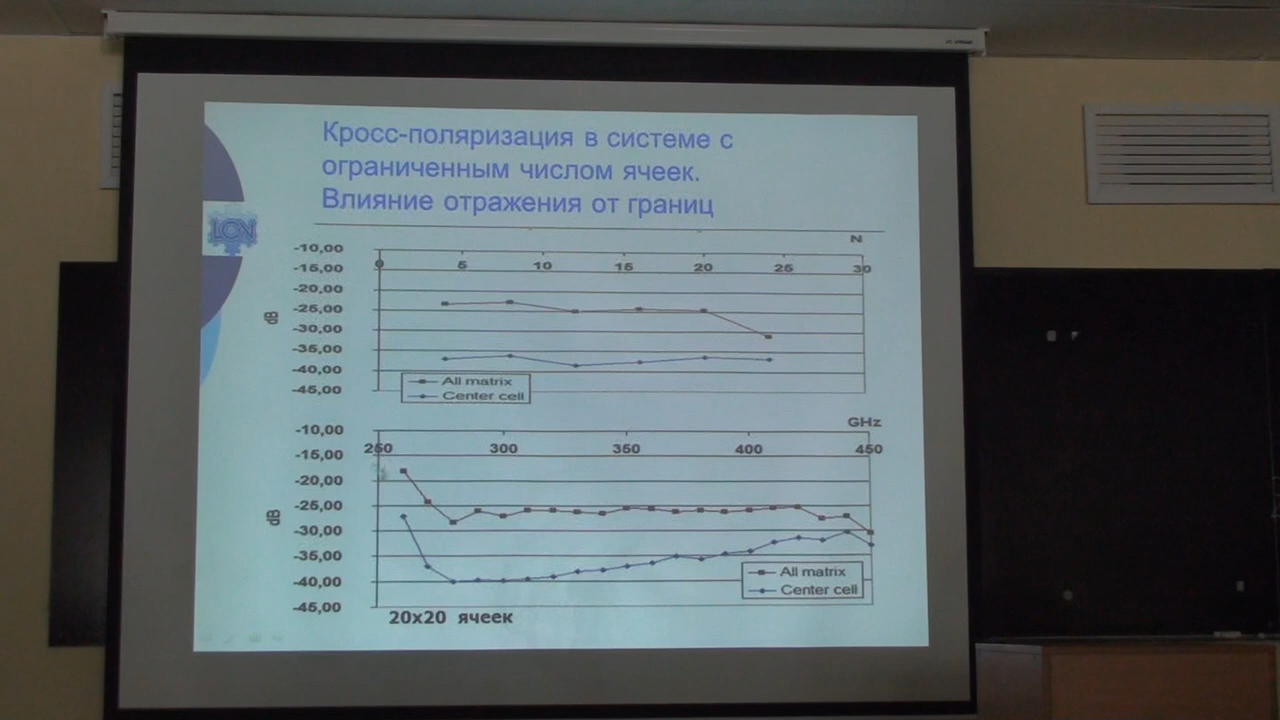 Кросс-поляризация в системе с
ограниченным числом ячеек.
Влияние отражения от границ
LCN
N
-10,00
0 5 10 15 20 25 30
-15,00
-20,00
-25,00
-30,00
-35,00
-40,00
-45,00
dB
All matrix
Center cell
GHz
-10,00
250 300 350 400 450
-15,00
-20,00
-25,00
-30,00
-35,00
-40,00
-45,00
dB
All matrix
Center cell
20x20 ячеек